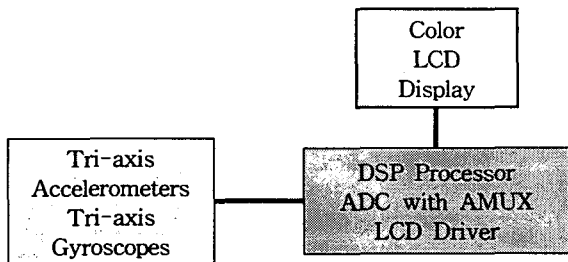 Color
LCD
Display
Tri-axis
Accelerometers
Tri-axis
Gyroscopes
DSP Processor
ADC with AMUX
LCD Driver